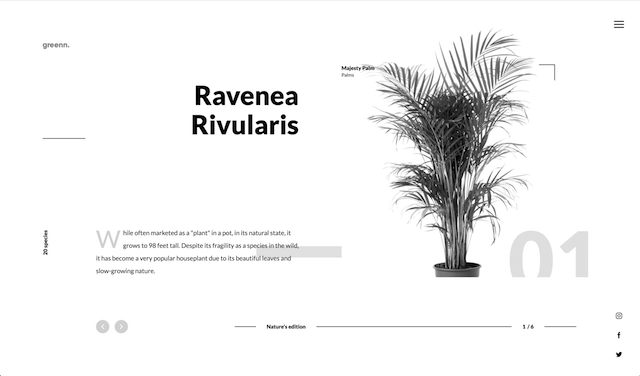 greenn.
Majesty Palm
Palms
Ravenea
Rivularis
01
20 species
While often marketed as a "plant" in a pot, in its natural state, it
grows to 98 feet tall. Despite its fragility as a species in the wild,
it has become a very popular houseplant due to its beautiful leaves and
slow-growing nature.
Nature's edition
1 / 6